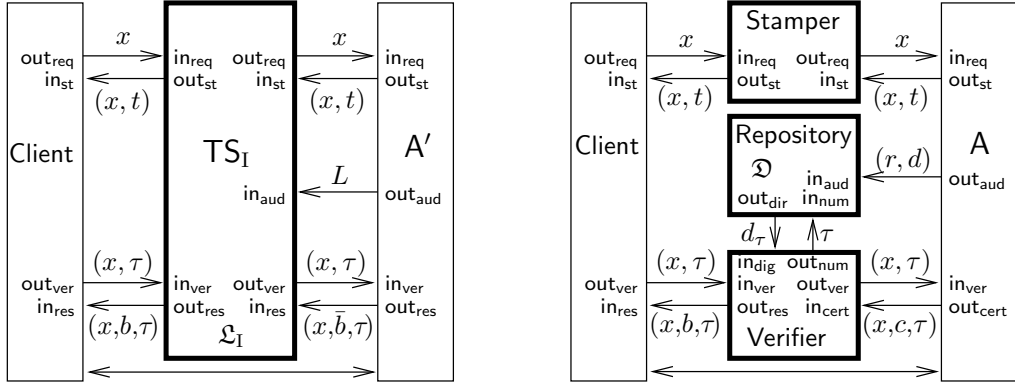 x x
out_req in_req out_req in_req
in_st out_st in_st out_st
(x, t) (x, t)
Client TS_I A′
L
in_aud out_aud
(x, τ) (x, τ)
out_ver in_ver out_ver in_ver
in_res out_res in_res out_res
(x,b,τ) (x,b̄,τ)
𝔏_I
Stamper
x x
out_req in_req out_req in_req
in_st out_st in_st out_st
(x, t) (x, t)
Repository
Client 𝔇 A
(r, d)
in_aud out_aud
out_dir in_num
d_τ τ
(x, τ) (x, τ)
in_dig out_num
out_ver in_ver out_ver in_ver
in_res out_res in_cert out_cert
(x,b,τ) (x,c,τ)
Verifier